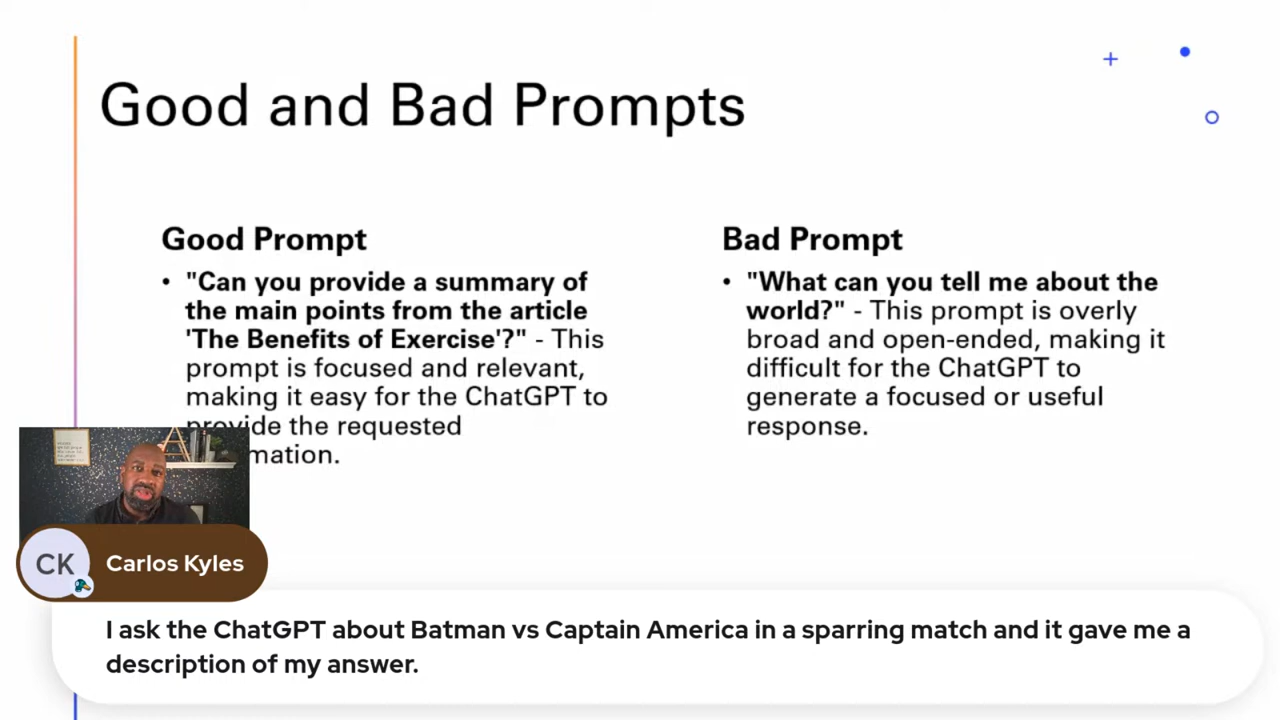 Good and Bad Prompts
Good Prompt
• "Can you provide a summary of
the main points from the article
'The Benefits of Exercise'?" - This
prompt is focused and relevant,
making it easy for the ChatGPT to
provide the requested
mation.
Bad Prompt
• "What can you tell me about the
world?" - This prompt is overly
broad and open-ended, making it
difficult for the ChatGPT to
generate a focused or useful
response.
CK
Carlos Kyles
I ask the ChatGPT about Batman vs Captain America in a sparring match and it gave me a
description of my answer.